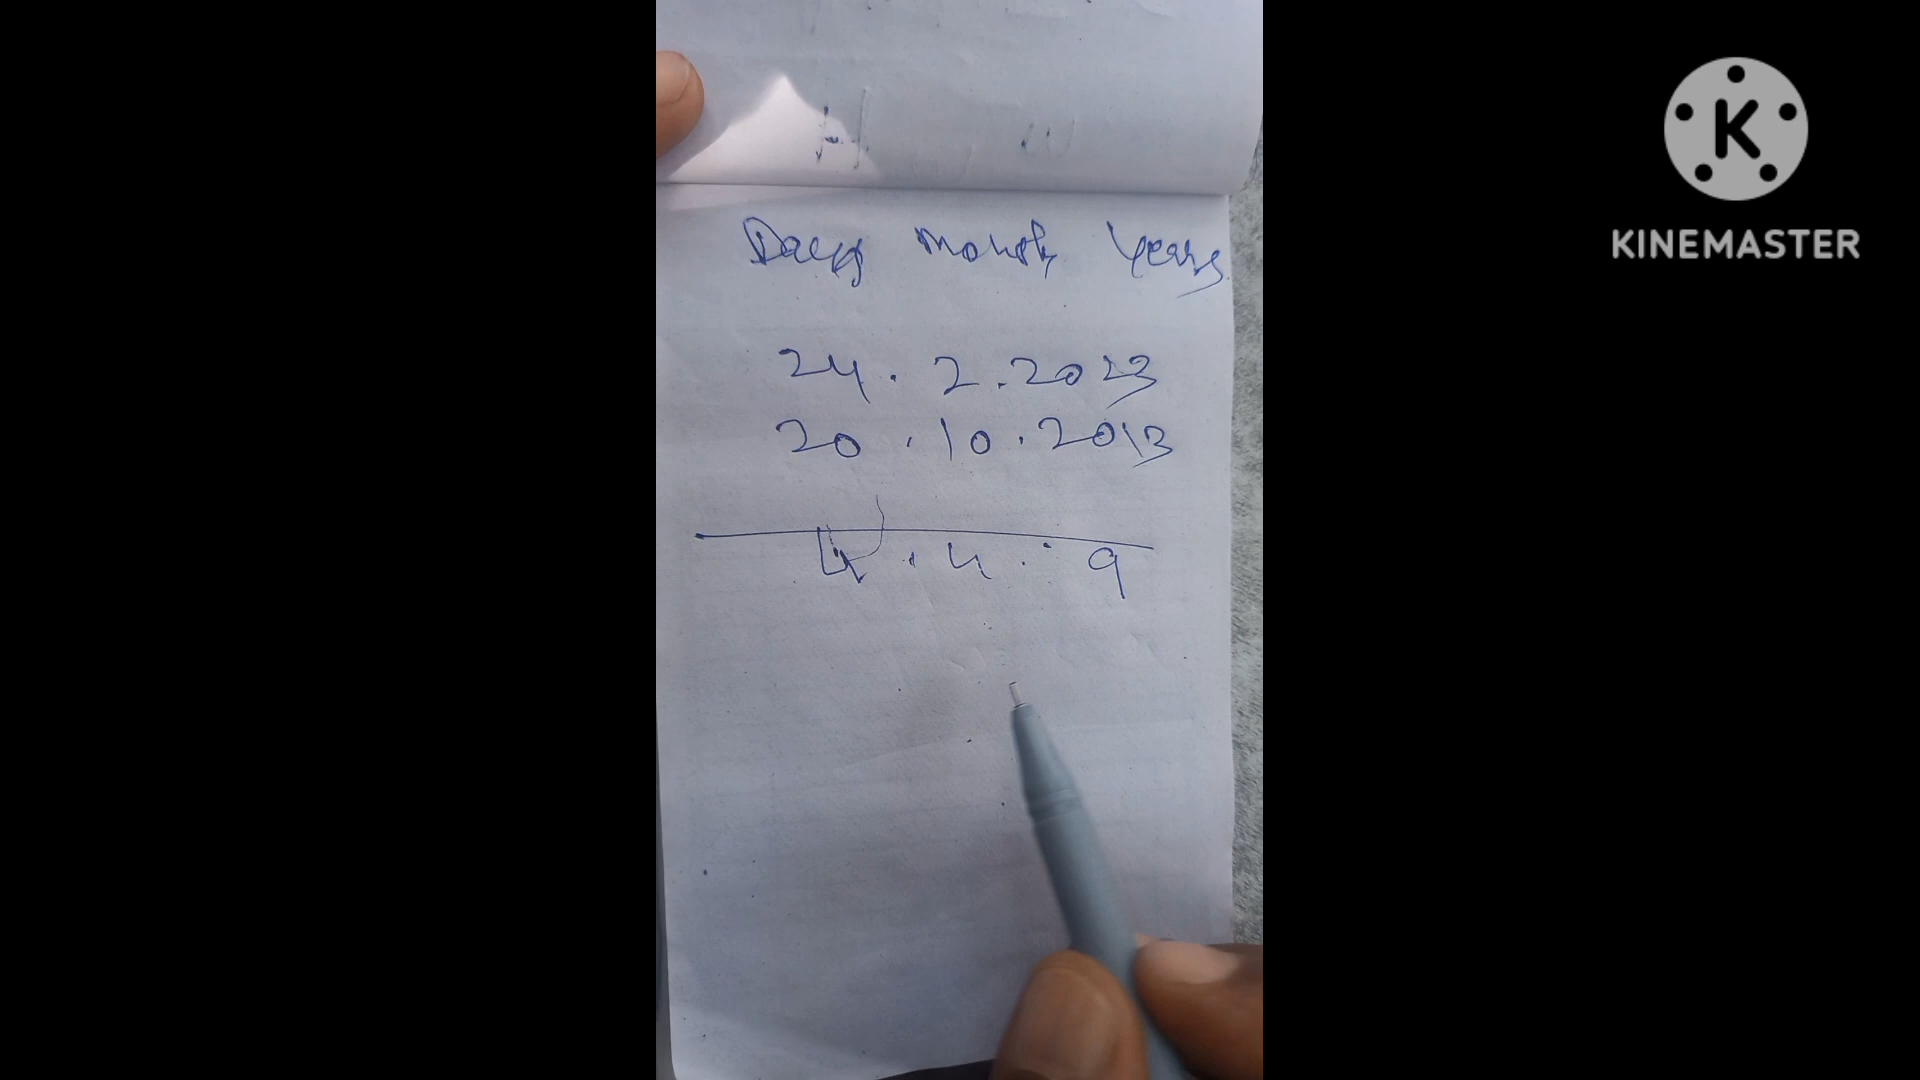 Days month years
24 . 2 . 2023
20 . 10 . 2013
4 . 4 . 9
KINEMASTER